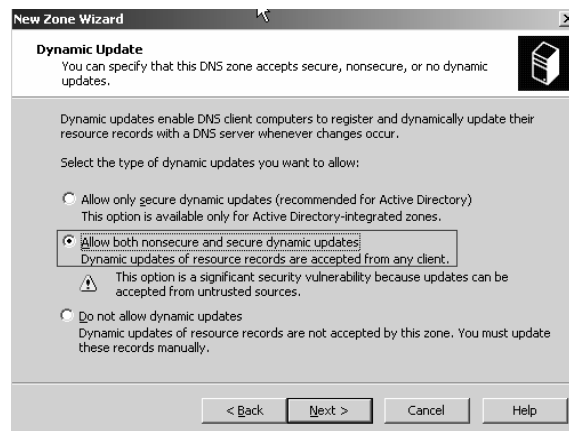 New Zone Wizard
Dynamic Update
You can specify that this DNS zone accepts secure, nonsecure, or no dynamic
updates.
Dynamic updates enable DNS client computers to register and dynamically update their
resource records with a DNS server whenever changes occur.
Select the type of dynamic updates you want to allow:
Allow only secure dynamic updates (recommended for Active Directory)
This option is available only for Active Directory-integrated zones.
Allow both nonsecure and secure dynamic updates
Dynamic updates of resource records are accepted from any client.
This option is a significant security vulnerability because updates can be
accepted from untrusted sources.
Do not allow dynamic updates
Dynamic updates of resource records are not accepted by this zone. You must update
these records manually.
< Back Next > Cancel Help